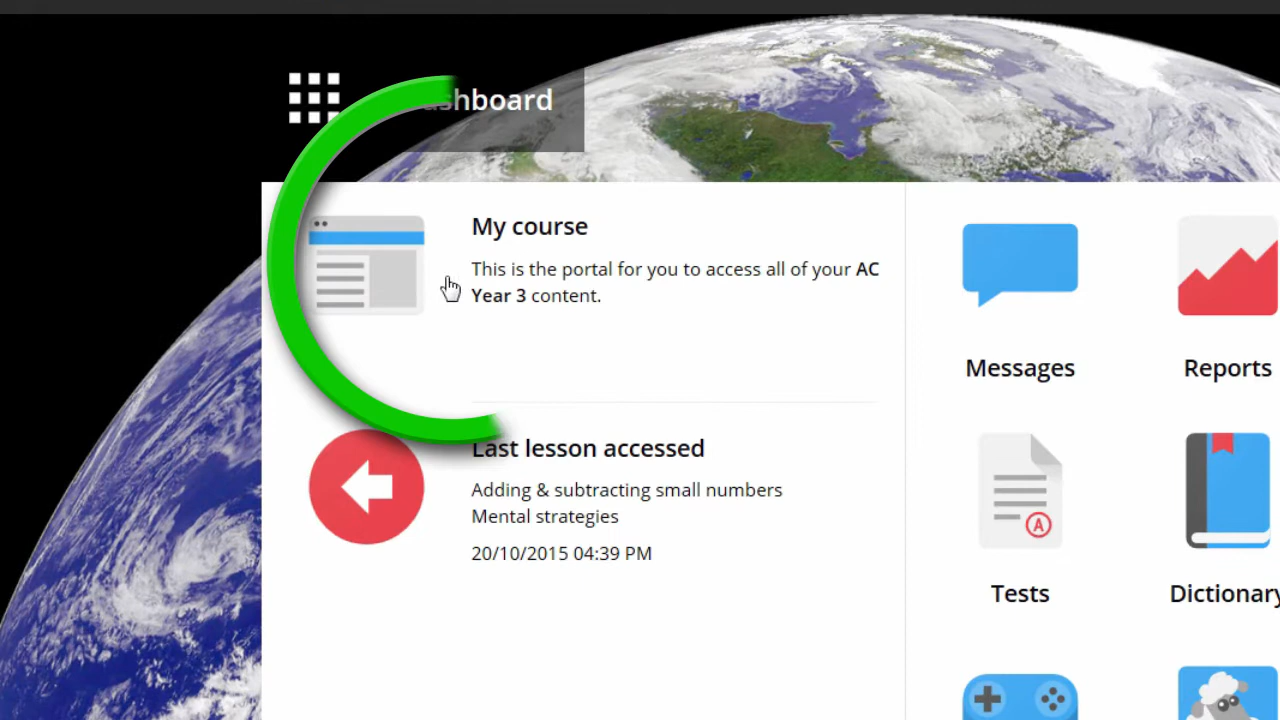 shboard
My course
This is the portal for you to access all of your AC
Year 3 content.
Last lesson accessed
Adding & subtracting small numbers
Mental strategies
20/10/2015 04:39 PM
Messages
Reports
A
Tests
Dictionary